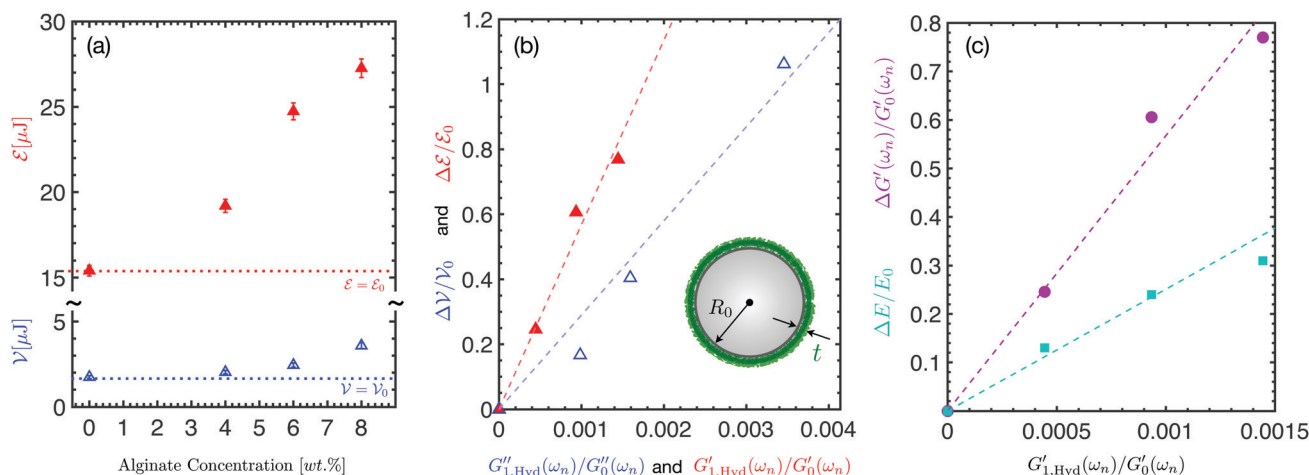 (a)
30
25
20
15
5
0
ℰ[μJ]
𝒱[μJ]
ℰ = ℰ₀
𝒱 = 𝒱₀
0 1 2 3 4 5 6 7 8
Alginate Concentration [wt.%]
(b)
1.2
1
0.8
0.6
0.4
0.2
0
Δ𝒱/𝒱₀ and Δℰ/ℰ₀
R₀
t
0 0.001 0.002 0.003 0.004
G″₁,Hyd(ωₙ)/G″₀(ωₙ) and G′₁,Hyd(ωₙ)/G′₀(ωₙ)
(c)
0.8
0.7
0.6
0.5
0.4
0.3
0.2
0.1
ΔG′(ωₙ)/G′₀(ωₙ)
ΔE/E₀
0 0.0005 0.001 0.0015
G′₁,Hyd(ωₙ)/G′₀(ωₙ)